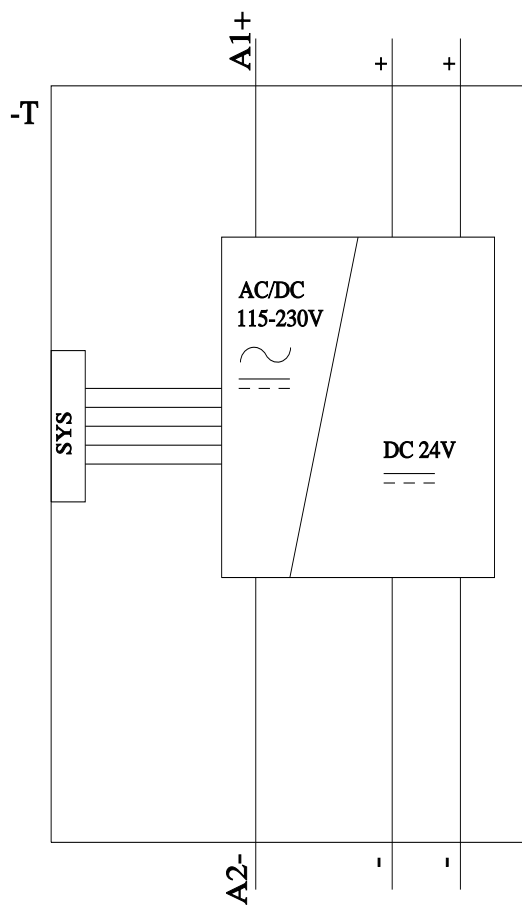 A1+ + +
-T
AC/DC
115-230V
SYS
DC 24V
A2- - -